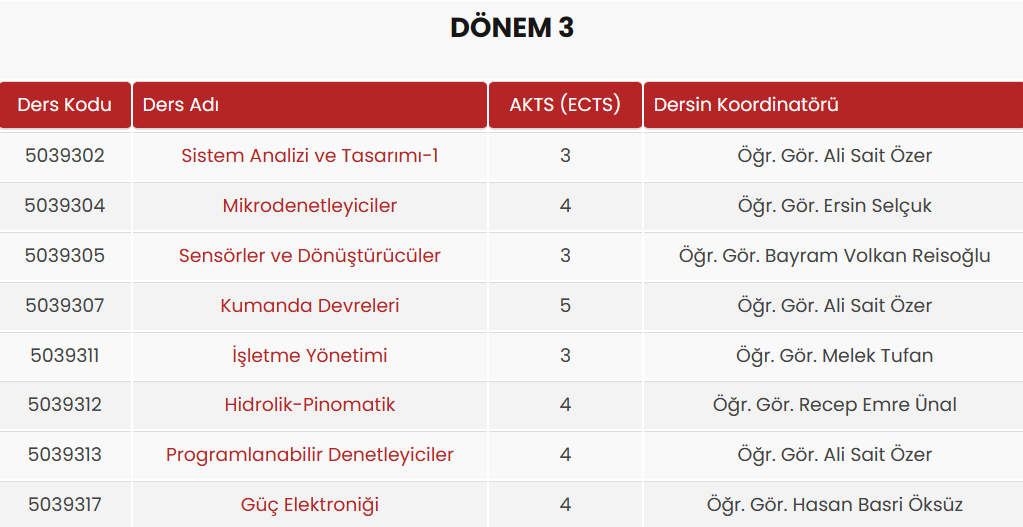 DÖNEM 3
Ders Kodu Ders Adı AKTS (ECTS) Dersin Koordinatörü
5039302 Sistem Analizi ve Tasarımı-1 3 Öğr. Gör. Ali Sait Özer
5039304 Mikrodenetleyiciler 4 Öğr. Gör. Ersin Selçuk
5039305 Sensörler ve Dönüştürücüler 3 Öğr. Gör. Bayram Volkan Reisoğlu
5039307 Kumanda Devreleri 5 Öğr. Gör. Ali Sait Özer
5039311 İşletme Yönetimi 3 Öğr. Gör. Melek Tufan
5039312 Hidrolik-Pinomatik 4 Öğr. Gör. Recep Emre Ünal
5039313 Programlanabilir Denetleyiciler 4 Öğr. Gör. Ali Sait Özer
5039317 Güç Elektroniği 4 Öğr. Gör. Hasan Basri Öksüz